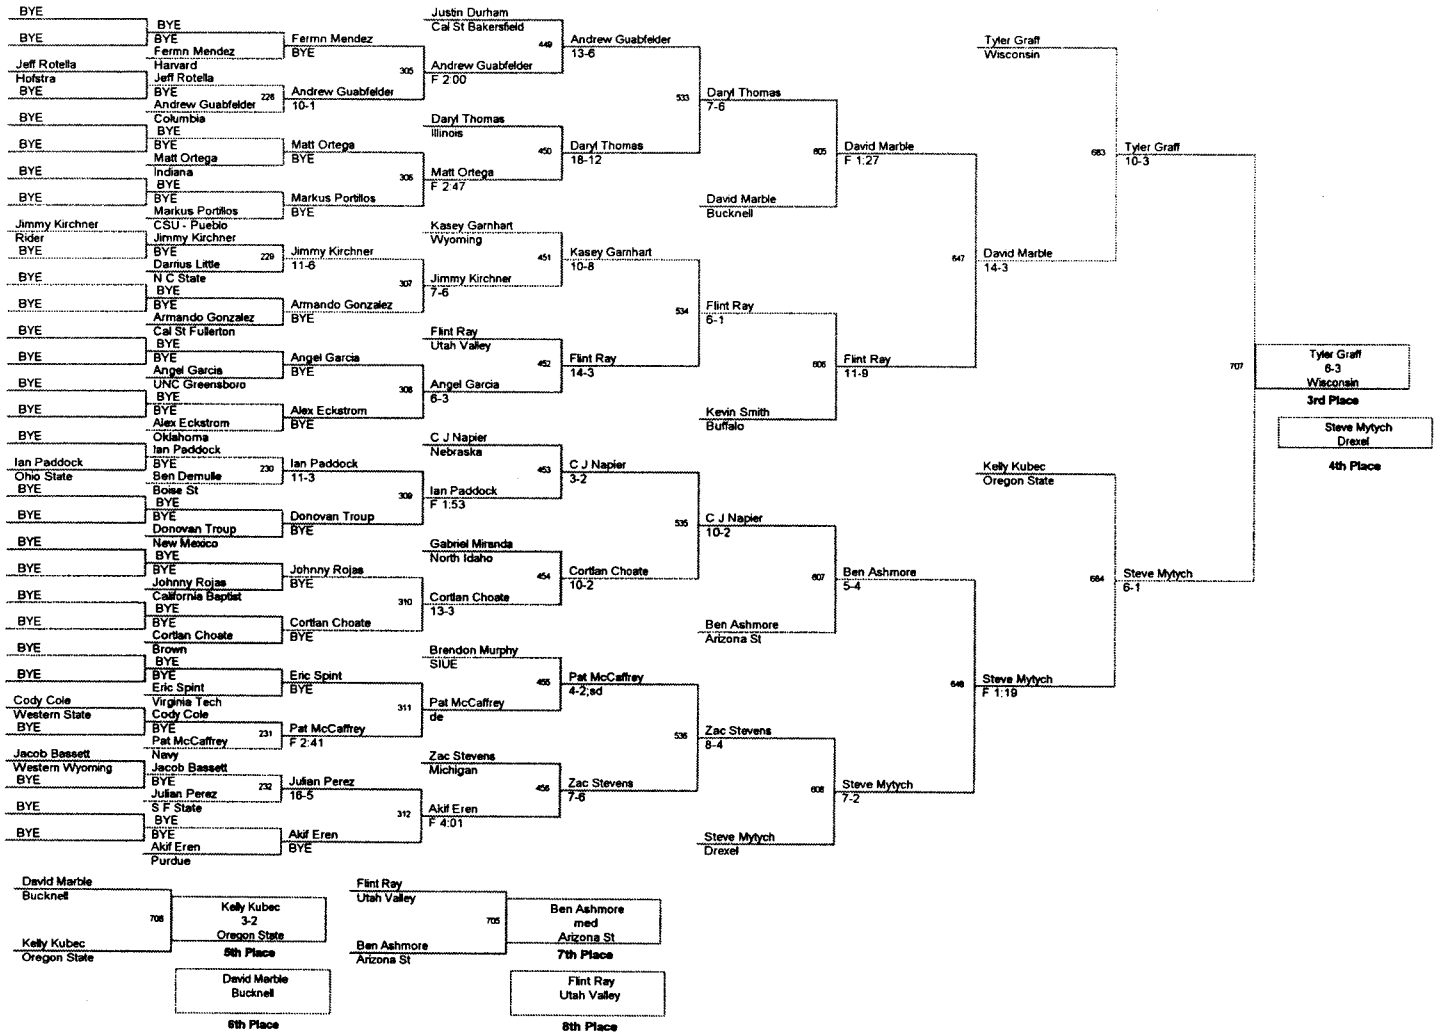 BYE
BYE
Jeff Rotella
Hofstra
BYE
BYE
BYE
BYE
BYE
Jimmy Kirchner
Rider
BYE
BYE
BYE
BYE
BYE
BYE
BYE
BYE
Ian Paddock
Ohio State
BYE
BYE
BYE
BYE
BYE
BYE
BYE
BYE
Cody Cole
Western State
BYE
Jacob Bassett
Western Wyoming
BYE
BYE
BYE
BYE
BYE
Fermn Mendez
Harvard
Jeff Rotella
BYE
226
Andrew Guabfelder
Columbia
BYE
BYE
Matt Ortega
Indiana
BYE
BYE
Markus Portillos
CSU - Pueblo
Jimmy Kirchner
BYE
229
Darrius Little
N C State
BYE
BYE
Armando Gonzalez
Cal St Fullerton
BYE
BYE
Angel Garcia
UNC Greensboro
BYE
BYE
Alex Eckstrom
Oklahoma
Ian Paddock
BYE
230
Ben Demulle
Boise St
BYE
BYE
Donovan Troup
New Mexico
BYE
BYE
Johnny Rojas
California Baptist
BYE
BYE
Cortlan Choate
Brown
BYE
BYE
Eric Spint
Virginia Tech
Cody Cole
BYE
231
Pat McCaffrey
Navy
Jacob Bassett
BYE
232
Julian Perez
S F State
BYE
BYE
Akif Eren
Purdue
Fermn Mendez
BYE
305
Andrew Guabfelder
10-1
Matt Ortega
BYE
306
Markus Portillos
BYE
Jimmy Kirchner
11-6
307
Armando Gonzalez
BYE
Angel Garcia
BYE
308
Alex Eckstrom
BYE
Ian Paddock
11-3
309
Donovan Troup
BYE
Johnny Rojas
BYE
310
Cortlan Choate
BYE
Eric Spint
BYE
311
Pat McCaffrey
F 2:41
Julian Perez
16-5
312
Akif Eren
BYE
Justin Durham
Cal St Bakersfield
449
Andrew Guabfelder
F 2:00
Daryl Thomas
Illinois
450
Matt Ortega
F 2:47
Kasey Garnhart
Wyoming
451
Jimmy Kirchner
7-6
Flint Ray
Utah Valley
452
Angel Garcia
6-3
C J Napier
Nebraska
453
Ian Paddock
F 1:53
Gabriel Miranda
North Idaho
454
Cortlan Choate
13-3
Brendon Murphy
SIUE
455
Pat McCaffrey
de
Zac Stevens
Michigan
456
Akif Eren
F 4:01
Andrew Guabfelder
13-6
533
Daryl Thomas
18-12
Kasey Garnhart
10-8
534
Flint Ray
14-3
C J Napier
3-2
535
Cortlan Choate
10-2
Pat McCaffrey
4-2;sd
536
Zac Stevens
7-6
Daryl Thomas
7-6
605
David Marble
Bucknell
Flint Ray
6-1
606
Kevin Smith
Buffalo
C J Napier
10-2
607
Ben Ashmore
Arizona St
Zac Stevens
8-4
608
Steve Mytych
Drexel
David Marble
F 1:27
647
Flint Ray
11-9
Ben Ashmore
5-4
648
Steve Mytych
7-2
Tyler Graff
Wisconsin
683
David Marble
14-3
Kelly Kubec
Oregon State
684
Steve Mytych
F 1:19
Tyler Graff
10-3
707
Steve Mytych
6-1
Tyler Graff
6-3
Wisconsin
3rd Place
Steve Mytych
Drexel
4th Place
David Marble
Bucknell
708
Kelly Kubec
Oregon State
Kelly Kubec
3-2
Oregon State
5th Place
David Marble
Bucknell
6th Place
Flint Ray
Utah Valley
705
Ben Ashmore
Arizona St
Ben Ashmore
med
Arizona St
7th Place
Flint Ray
Utah Valley
8th Place